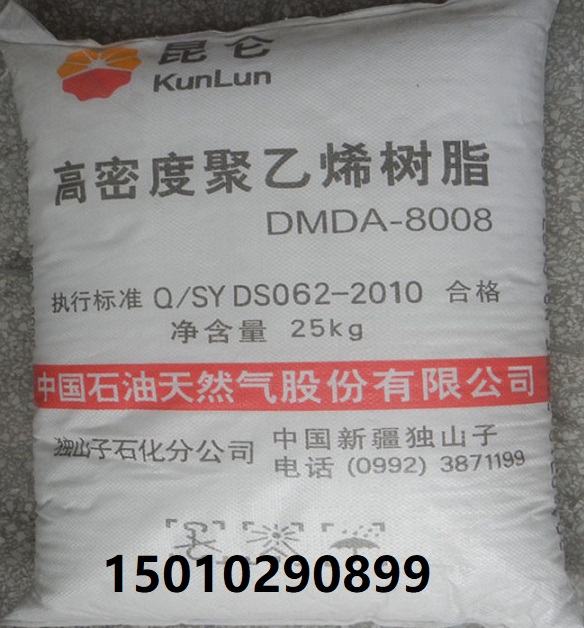 昆仑
KunLun
高密度聚乙烯树脂
DMDA-8008
执行标准 Q/SY DS062-2010 合格
净含量 25kg
中国石油天然气股份有限公司
独山子石化分公司
中国新疆独山子
电话 (0992) 3871199
15010290899